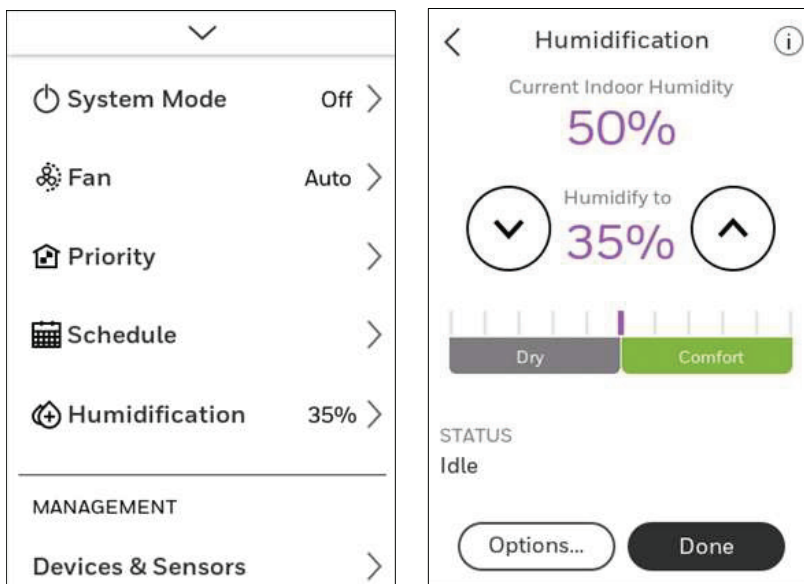 System Mode Off
Fan Auto
Priority
Schedule
Humidification 35%
MANAGEMENT
Devices & Sensors
Humidification i
Current Indoor Humidity
50%
Humidify to
35%
Dry Comfort
STATUS
Idle
Options... Done